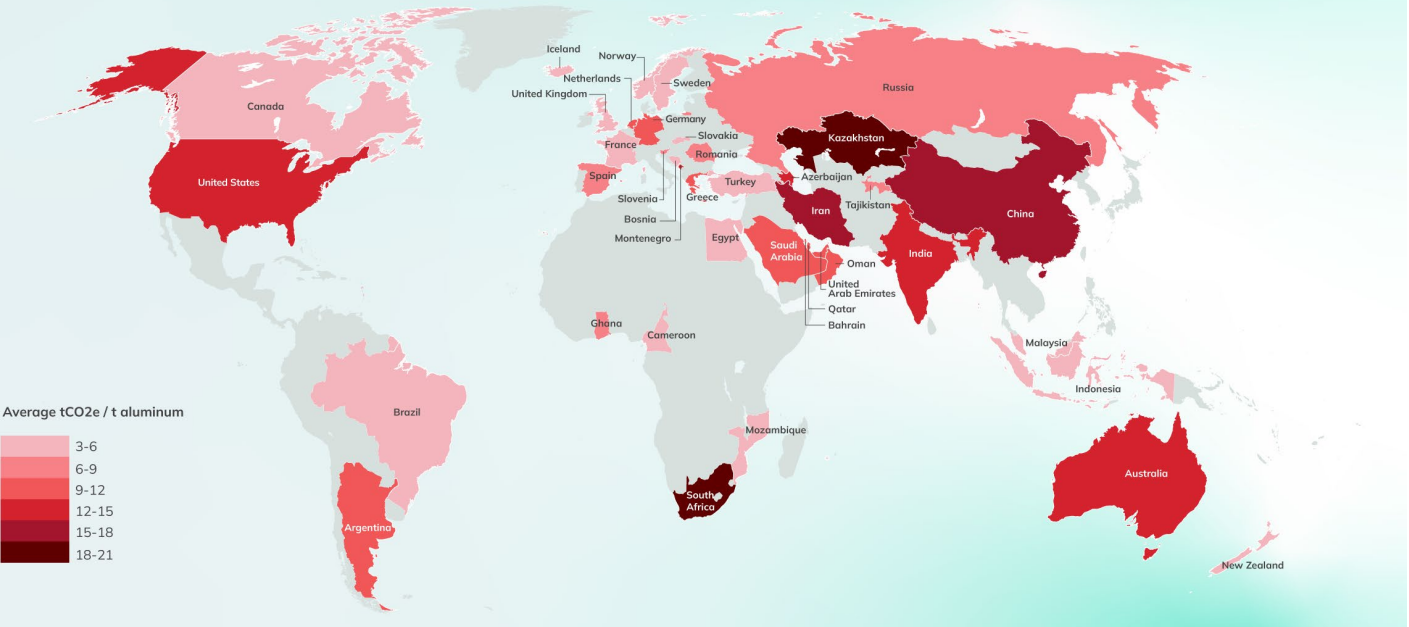 Iceland
Norway
Netherlands
Sweden
United Kingdom
Canada
Russia
Germany
Slovakia
Kazakhstan
France
Romania
Spain
Azerbaijan
United States
Turkey
Slovenia
Greece
Tajikistan
Iran
China
Bosnia
Montenegro
Egypt
Saudi
Arabia
India
Oman
United
Arab Emirates
Qatar
Bahrain
Ghana
Cameroon
Malaysia
Indonesia
Brazil
Mozambique
Average tCO2e / t aluminum
3-6
6-9
9-12
12-15
15-18
18-21
Australia
South
Africa
Argentina
New Zealand